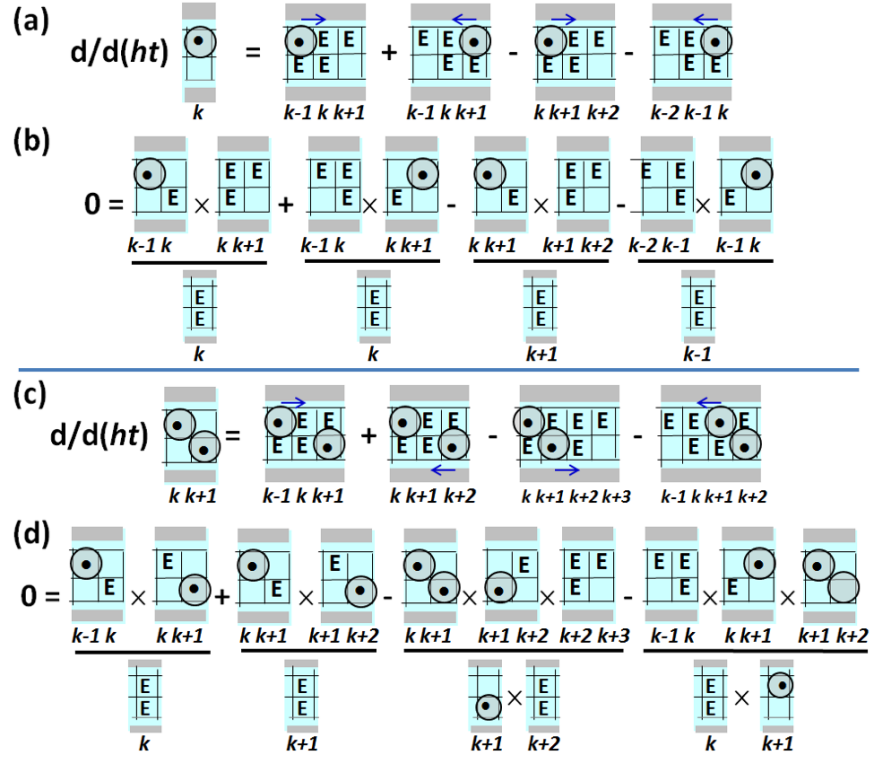 (a)
E E E E E E
d/d(ht) = + - -
E E E E E E E E
k k-1 k k+1 k-1 k k+1 k k+1 k+2 k-2 k-1 k
(b)
E E E E E
0 = E × E + E × E - E × E - E × E
k-1 k k k+1 k-1 k k k+1 k k+1 k+1 k+2 k-2 k-1 k-1 k
E E E E
E E E E
k k k+1 k-1
(c)
E E E E E E E
d/d(ht) = + - -
E E E E E E E
k k+1 k-1 k k+1 k k+1 k+2 k k+1 k+2 k+3 k-1 k k+1 k+2
(d)
E E E E E E E
0 = E × + E × - × × E - E × E ×
k-1 k k k+1 k k+1 k+1 k+2 k k+1 k+1 k+2 k+2 k+3 k-1 k k k+1 k+1 k+2
E E E E
E E × E E ×
k k+1 k+1 k+2 k k+1